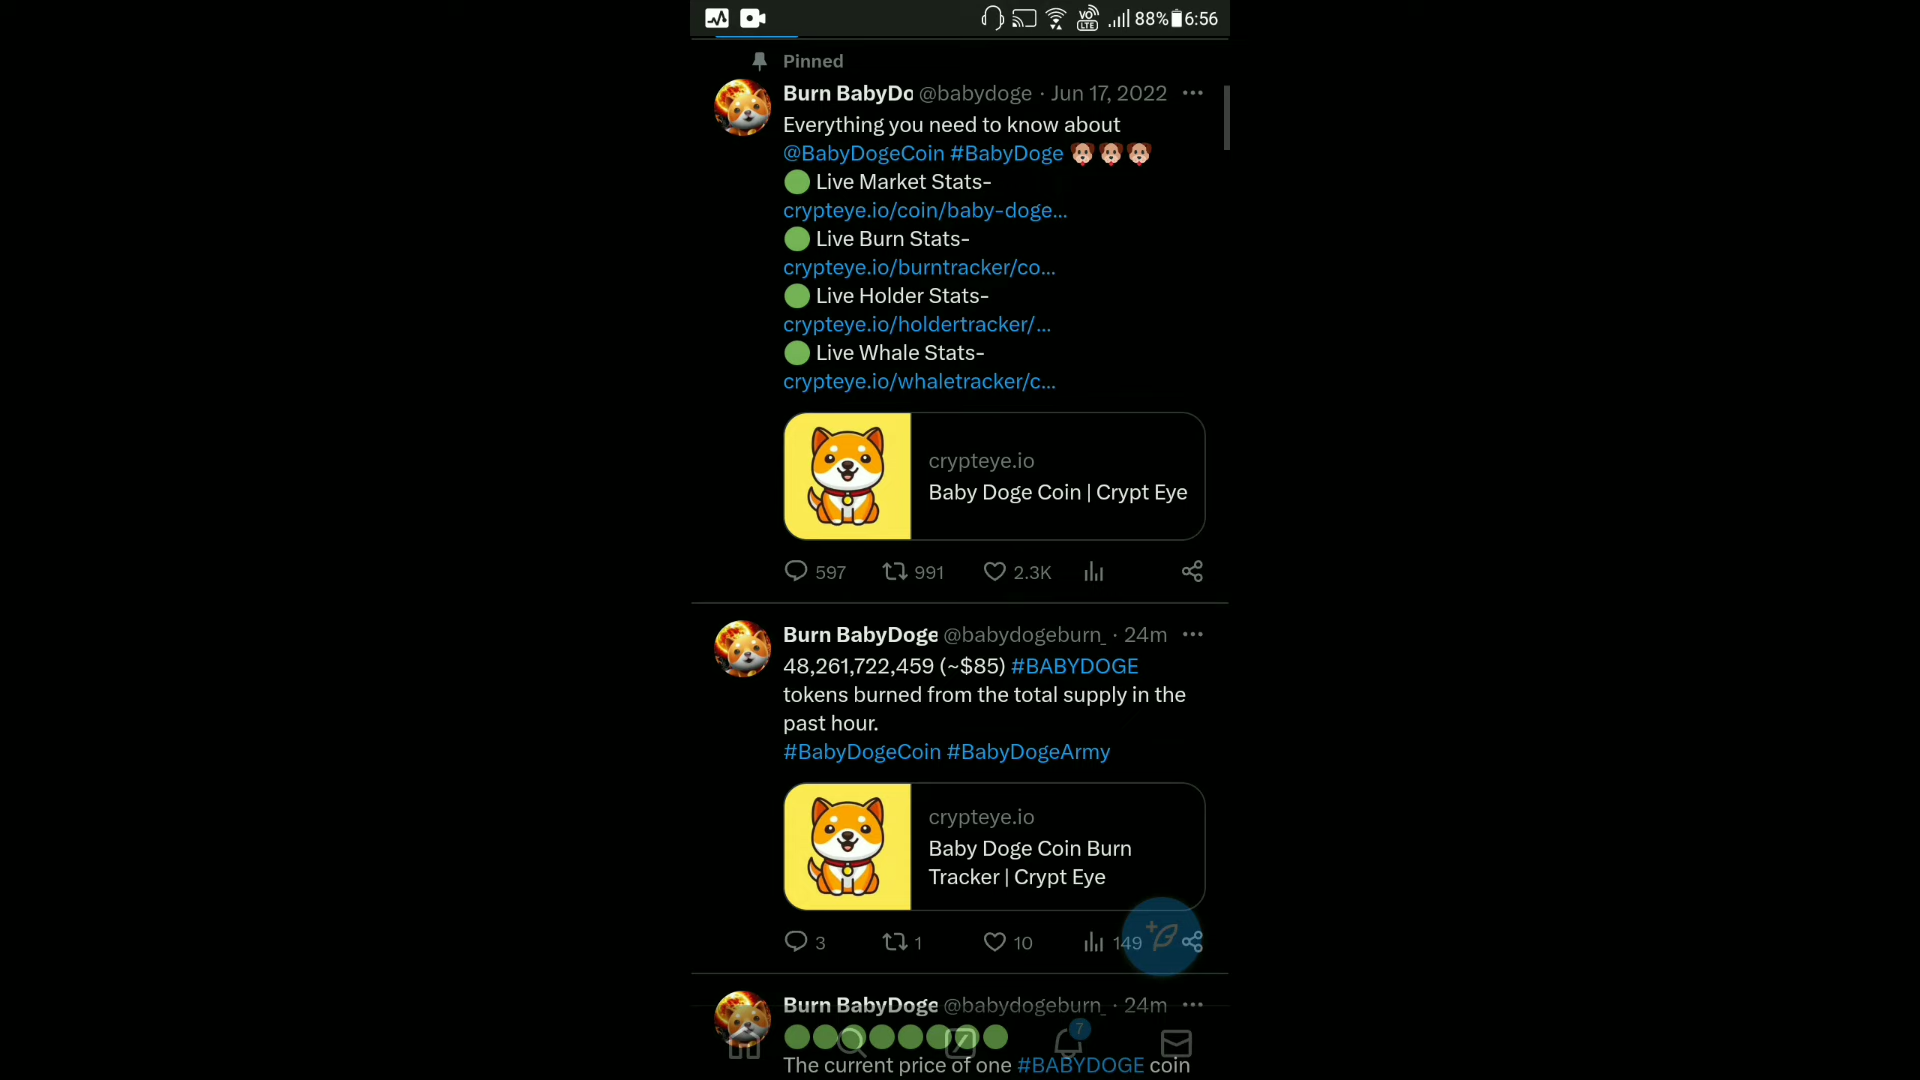 88% 6:56
Pinned
Burn BabyDo @babydoge · Jun 17, 2022
Everything you need to know about
@BabyDogeCoin #BabyDoge
Live Market Stats-
crypteye.io/coin/baby-doge...
Live Burn Stats-
crypteye.io/burntracker/co...
Live Holder Stats-
crypteye.io/holdertracker/...
Live Whale Stats-
crypteye.io/whaletracker/c...
crypteye.io
Baby Doge Coin | Crypt Eye
597 991 2.3K
Burn BabyDoge @babydogeburn_ · 24m
48,261,722,459 (~$85) #BABYDOGE
tokens burned from the total supply in the
past hour.
#BabyDogeCoin #BabyDogeArmy
crypteye.io
Baby Doge Coin Burn
Tracker | Crypt Eye
3 1 10 149
Burn BabyDoge @babydogeburn_ · 24m
7
The current price of one #BABYDOGE coin